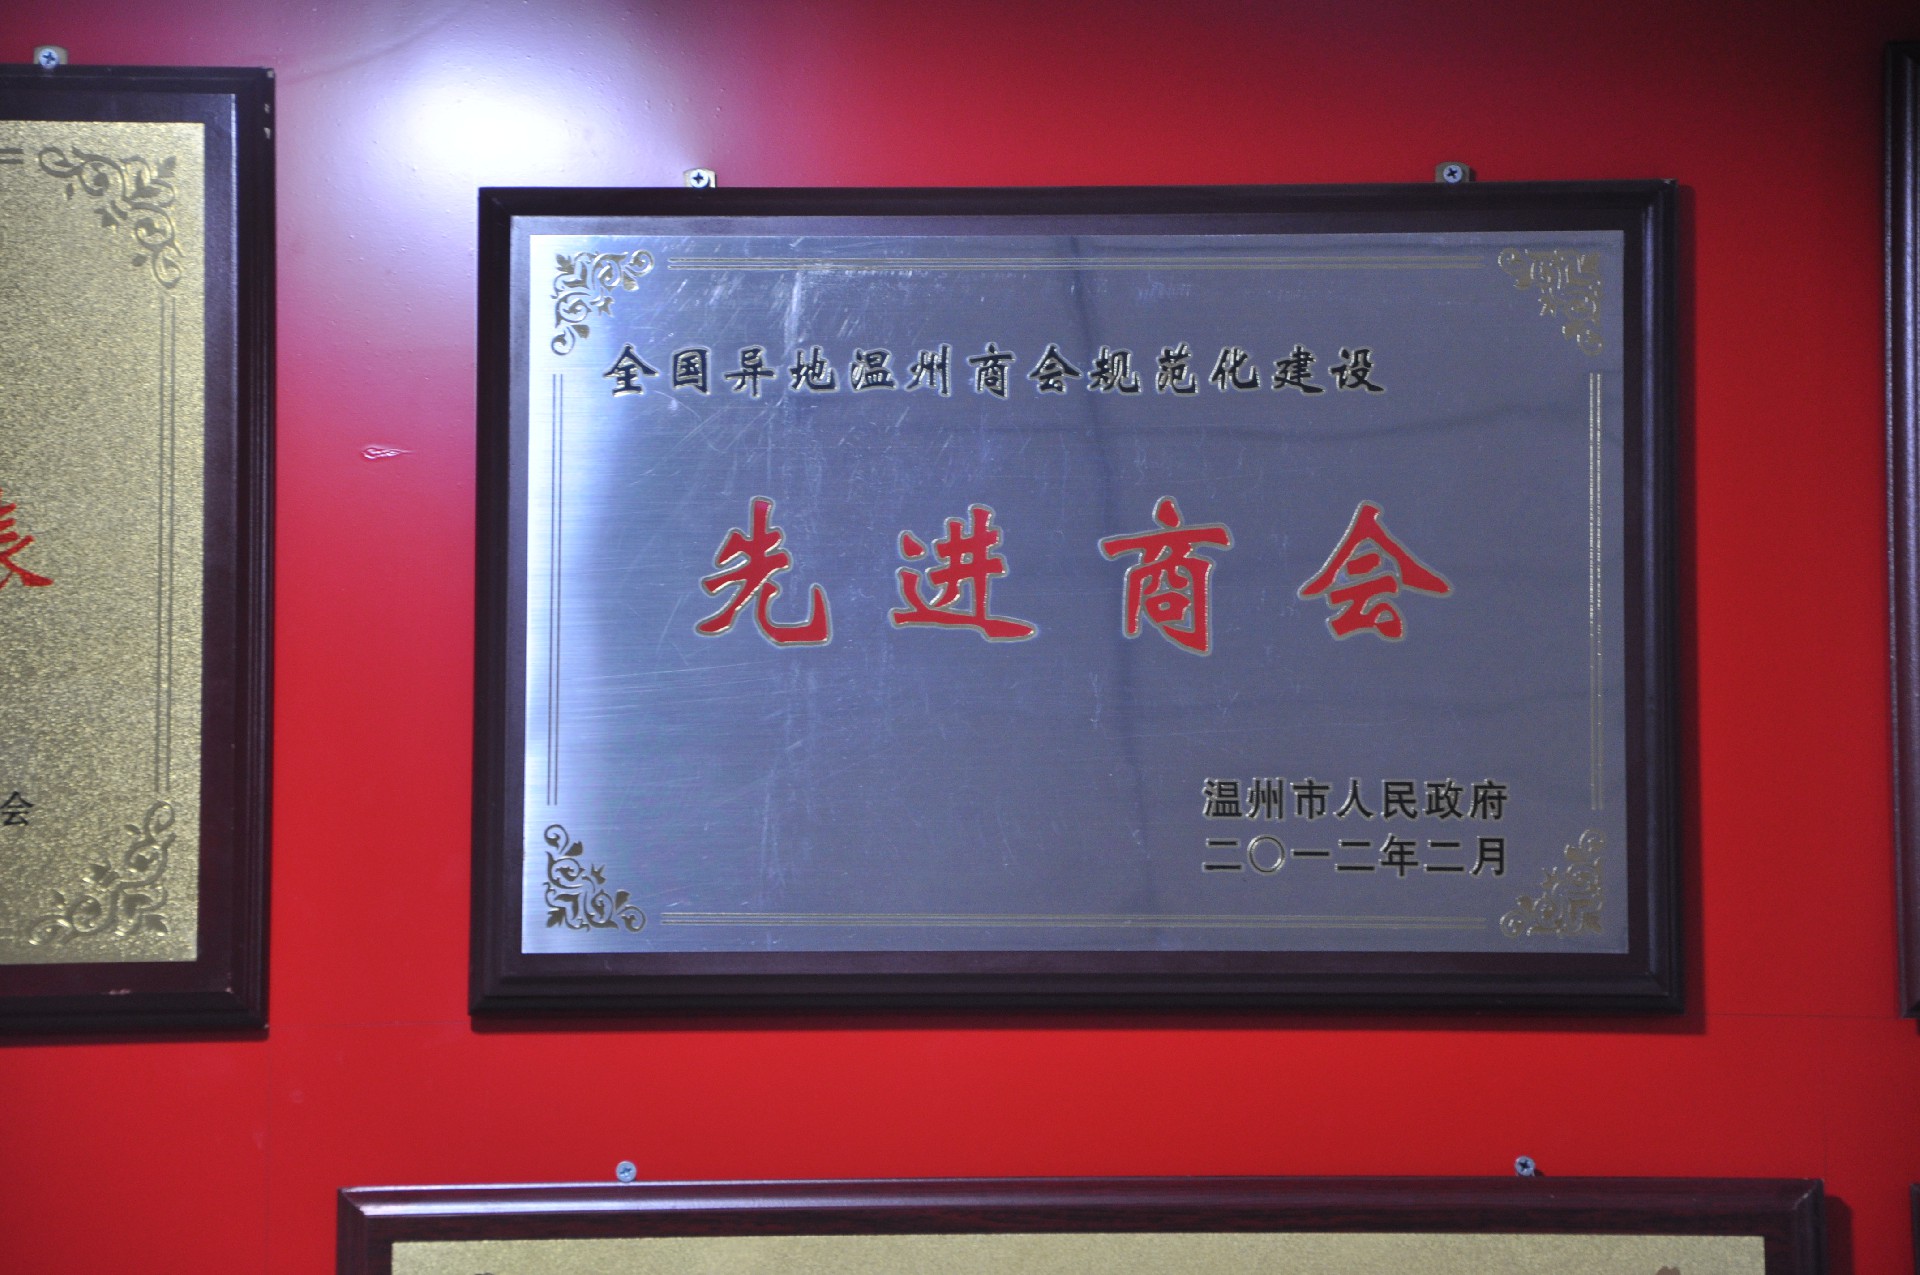 全国异地温州商会规范化建设
先进商会
温州市人民政府
二〇一二年二月
会